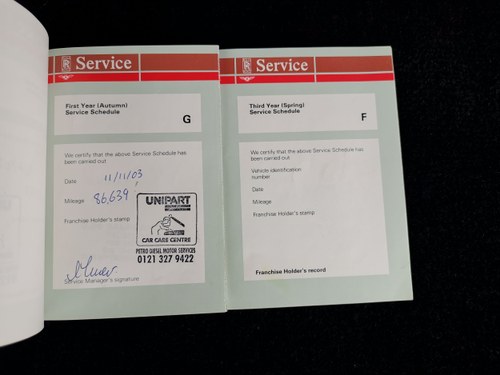 Service
First Year (Autumn)
Service Schedule
G
We certify that the above Service Schedule has
been carried out
Date 11/11/03
Mileage 86,639
Franchise Holder's stamp
UNIPART
CAR CARE CENTRE
PETRO DIESEL MOTOR SERVICES
0121 327 9422
Service Manager's signature
Service
Third Year (Spring)
Service Schedule
F
We certify that the above Service Schedule has
been carried out
Vehicle identification
number
Date
Mileage
Franchise Holder's stamp
Franchise Holder's record